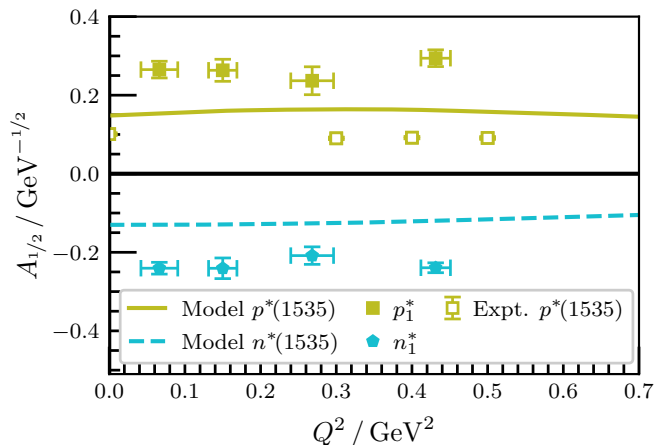 0.4
0.2
0.0
−0.2
−0.4
A₁/₂ / GeV⁻¹/²
Model p*(1535) p₁* Expt. p*(1535)
Model n*(1535) n₁*
0.0 0.1 0.2 0.3 0.4 0.5 0.6 0.7
Q² / GeV²